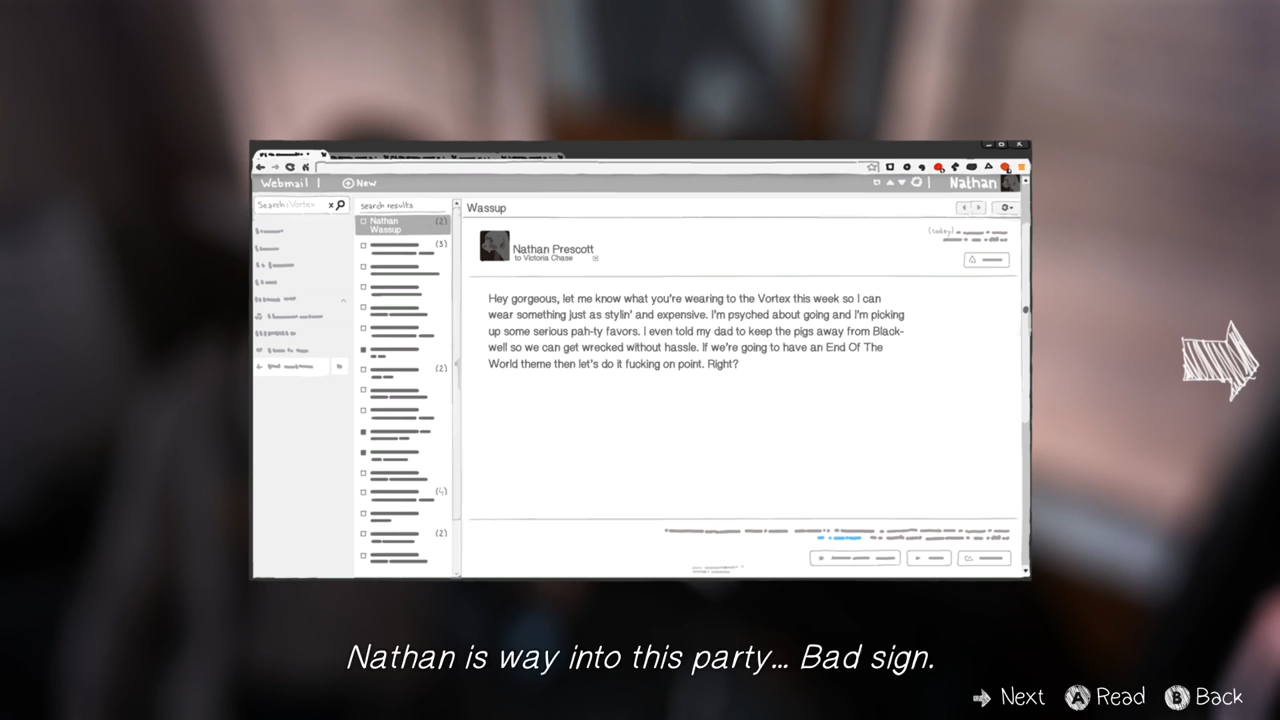 Webmail
New
Nathan
Search: Vortex x
search results
Nathan (2)
Wassup
(3)
(2)
(4)
(2)
Wassup
(today)
Nathan Prescott
to Victoria Chase
Hey gorgeous, let me know what you're wearing to the Vortex this week so I can
wear something just as stylin' and expensive. I'm psyched about going and I'm picking
up some serious pah-ty favors. I even told my dad to keep the pigs away from Black-
well so we can get wrecked without hassle. If we're going to have an End Of The
World theme then let's do it fucking on point. Right?
Nathan is way into this party... Bad sign.
Next A Read B Back